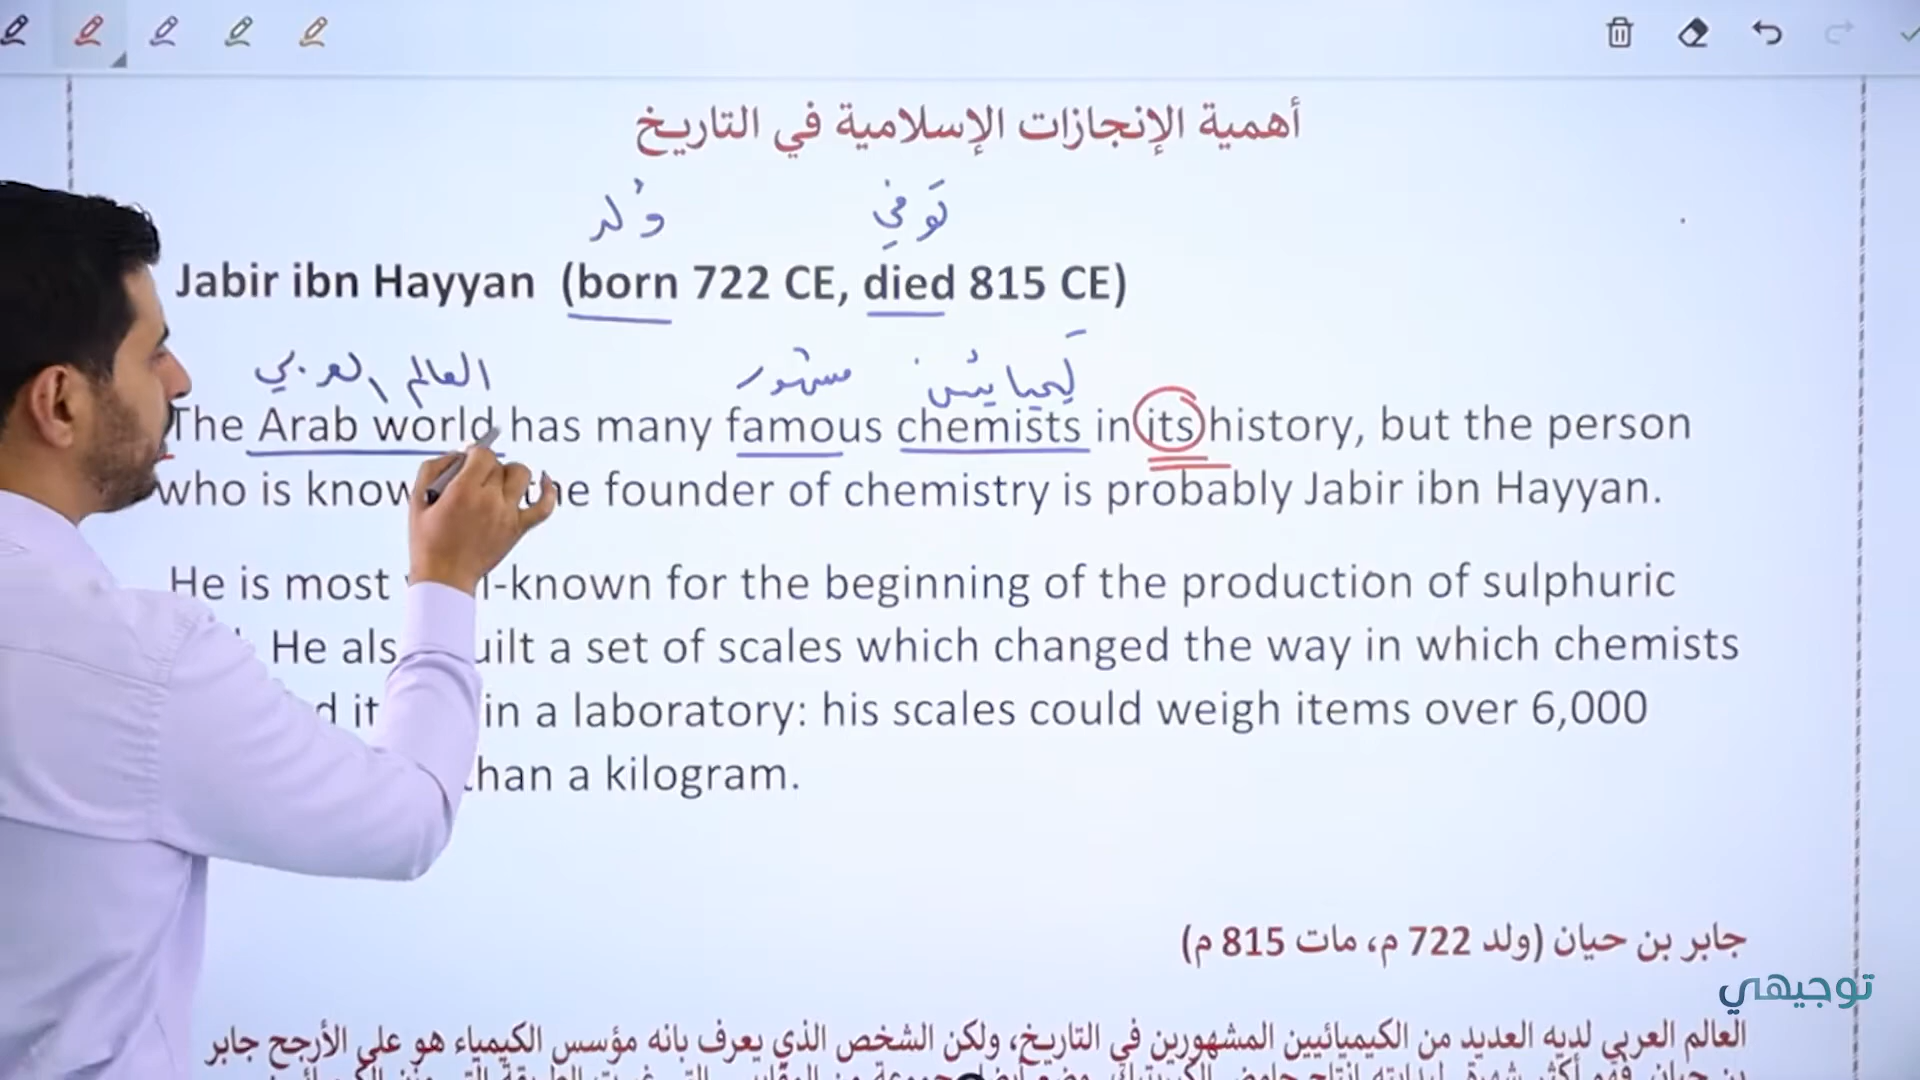 أهمية الإنجازات الإسلامية في التاريخ
وُلد
توفي
Jabir ibn Hayyan (born 722 CE, died 815 CE)
العالم العربي
مشهور
The Arab world has many famous chemists in its history, but the person
who is know the founder of chemistry is probably Jabir ibn Hayyan.
He is most -known for the beginning of the production of sulphuric
He als uilt a set of scales which changed the way in which chemists
d it in a laboratory: his scales could weigh items over 6,000
than a kilogram.
جابر بن حيان (ولد 722 م، مات 815 م)
توجيهي
العالم العربي لديه العديد من الكيميائيين المشهورين في التاريخ، ولكن الشخص الذي يعرف بانه مؤسس الكيمياء هو على الأرجح جابر